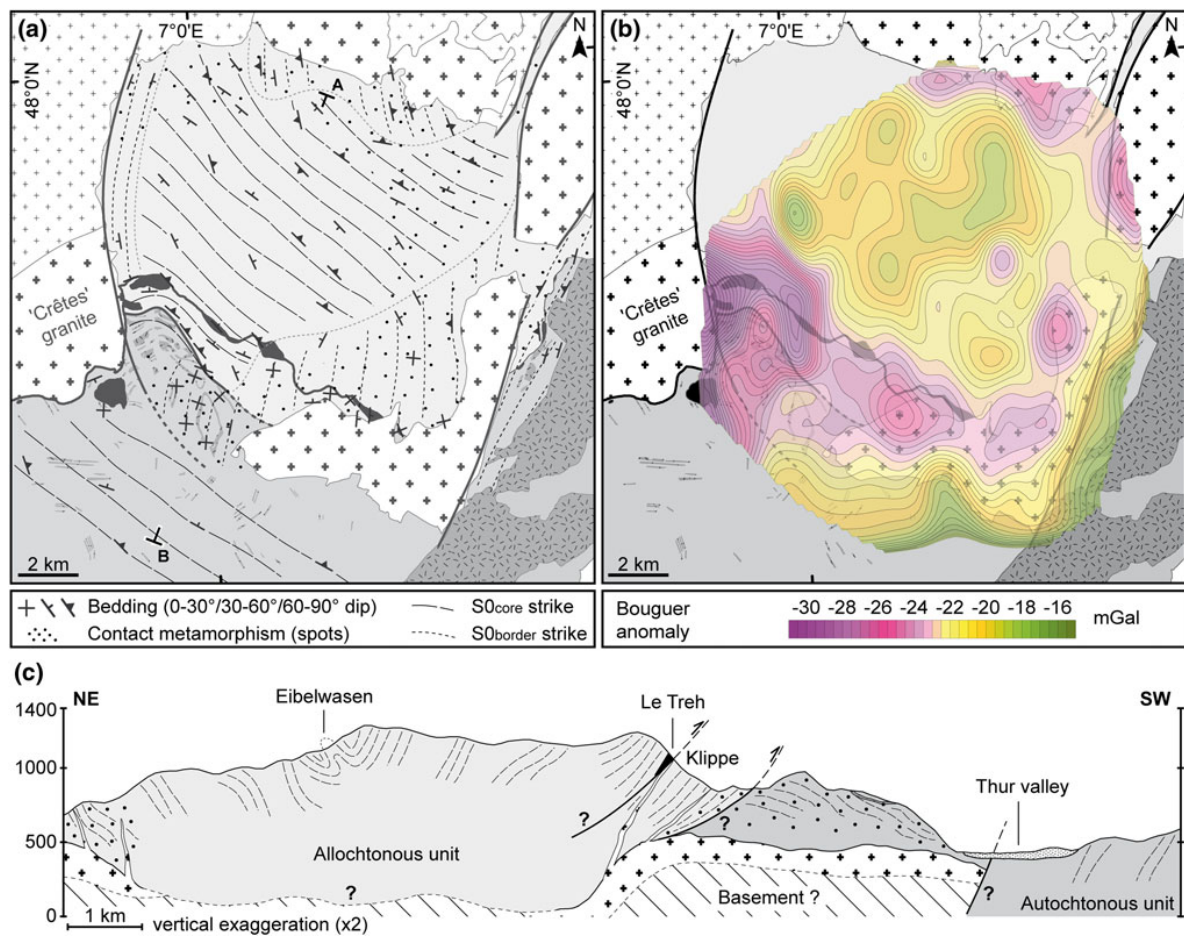 (a)
7°0'E
N
48°0'N
A
'Crêtes'
granite
B
2 km
Bedding (0-30°/30-60°/60-90° dip)
S0core strike
Contact metamorphism (spots)
S0border strike
(b)
7°0'E
N
48°0'N
'Crêtes'
granite
2 km
Bouguer
anomaly
-30 -28 -26 -24 -22 -20 -18 -16
mGal
(c)
NE
SW
Eibelwasen
Le Treh
Klippe
Thur valley
1400
1000
500
0
?
?
?
?
Allochtonous unit
Basement ?
Autochtonous unit
1 km
vertical exaggeration (x2)